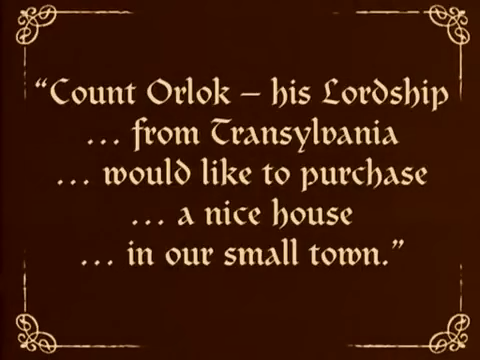 “Count Orlok – his Lordship
... from Transylvania
... would like to purchase
... a nice house
... in our small town.”